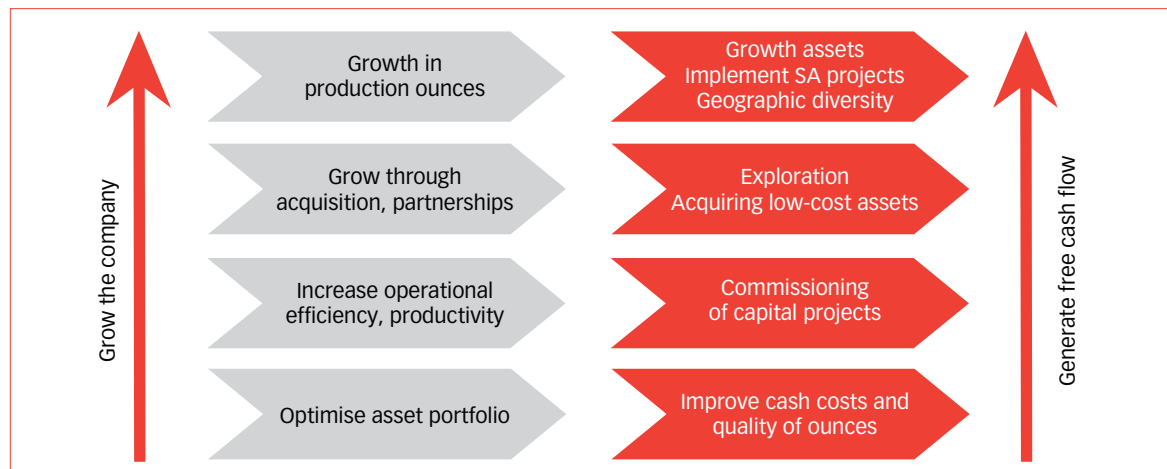 Grow the company
Growth in
production ounces
Growth assets
Implement SA projects
Geographic diversity
Grow through
acquisition, partnerships
Exploration
Acquiring low-cost assets
Increase operational
efficiency, productivity
Commissioning
of capital projects
Optimise asset portfolio
Improve cash costs and
quality of ounces
Generate free cash flow